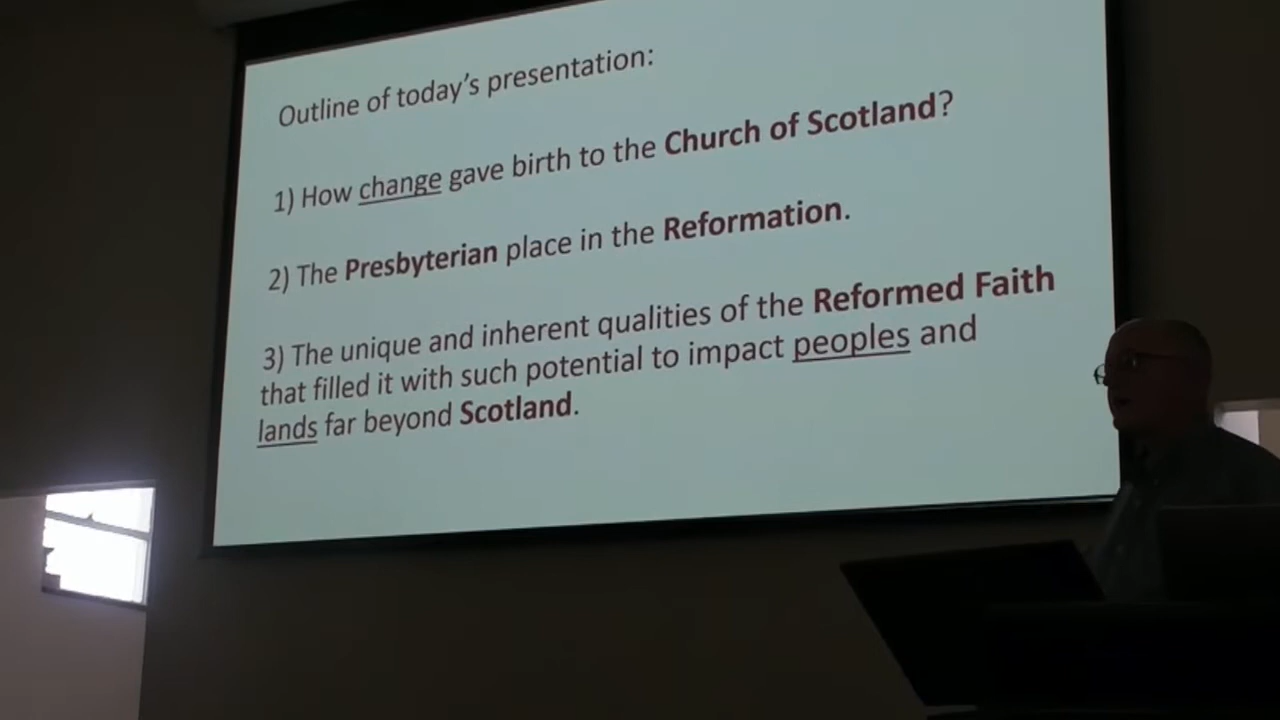 Outline of today's presentation:
1) How change gave birth to the Church of Scotland?
2) The Presbyterian place in the Reformation.
3) The unique and inherent qualities of the Reformed Faith
that filled it with such potential to impact peoples and
lands far beyond Scotland.